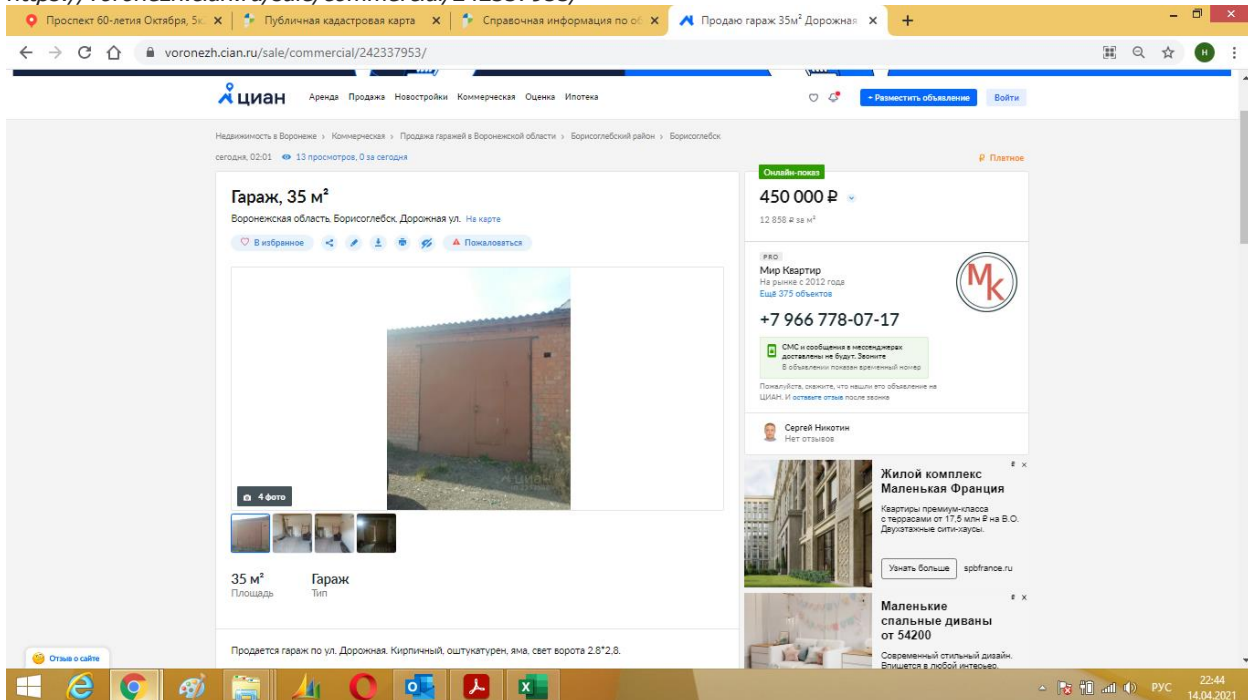 https://voronezh.cian.ru/sale/commercial/242337953/
Проспект 60-летия Октября, 5к.
Публичная кадастровая карта
Справочная информация по об
Продаю гараж 35м² Дорожная
voronezh.cian.ru/sale/commercial/242337953/
циан
Аренда Продажа Новостройки Коммерческая Оценка Ипотека
+ Разместить объявление
Войти
Недвижимость в Воронеже > Коммерческая > Продажа гаражей в Воронежской области > Борисоглебский район > Борисоглебск
сегодня, 02:01 13 просмотров, 0 за сегодня
₽ Платное
Гараж, 35 м²
Воронежская область, Борисоглебск, Дорожная ул. На карте
В избранное
Пожаловаться
4 фото
35 м²
Площадь
Гараж
Тип
Продается гараж по ул. Дорожная. Кирпичный, оштукатурен, яма, свет ворота 2.8*2,8.
Онлайн-показ
450 000 ₽
12 858 ₽ за м²
PRO
Мир Квартир
На рынке с 2012 года
Ещё 375 объектов
МК
+7 966 778-07-17
СМС и сообщения в мессенджерах
доставлены не будут. Звоните
В объявлении показан временный номер
Пожалуйста, скажите, что нашли это объявление на
ЦИАН. И оставьте отзыв после звонка
Сергей Никотин
Нет отзывов
Жилой комплекс
Маленькая Франция
Квартиры премиум-класса
с террасами от 17,5 млн ₽ на В.О.
Двухэтажные сити-хаусы.
Узнать больше
spbfrance.ru
Маленькие
спальные диваны
от 54200
Современный стильный дизайн.
Впишется в любой интерьер.
Отзыв о сайте
РУС
22:44
14.04.2021